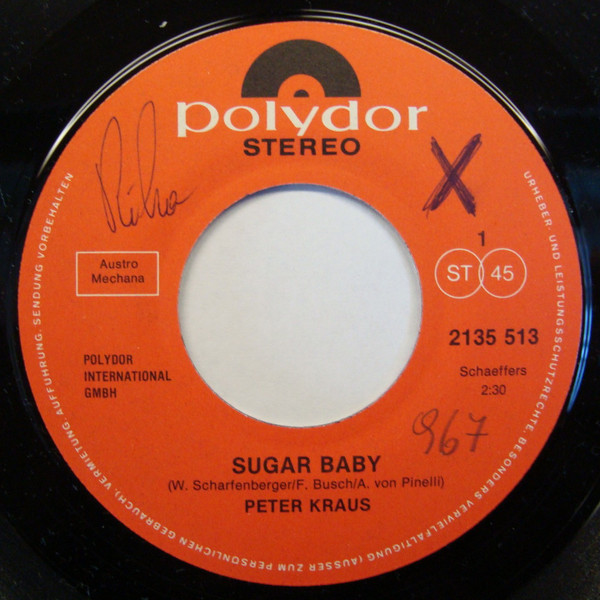 polydor
STEREO
X
1
Austro
Mechana
ST 45
2135 513
POLYDOR
INTERNATIONAL
GMBH
Schaeffers
2:30
967
SUGAR BABY
(W. Scharfenberger/F. Busch/A. von Pinelli)
PETER KRAUS
URHEBER- UND LEISTUNGSSCHUTZRECHTE, BESONDERS VERVIELFALTIGUNG (AUSSER ZUM PERSÖNLICHEN GEBRAUCH), VERMIETUNG AUFFÜHRUNG, SENDUNG VORBEHALTEN